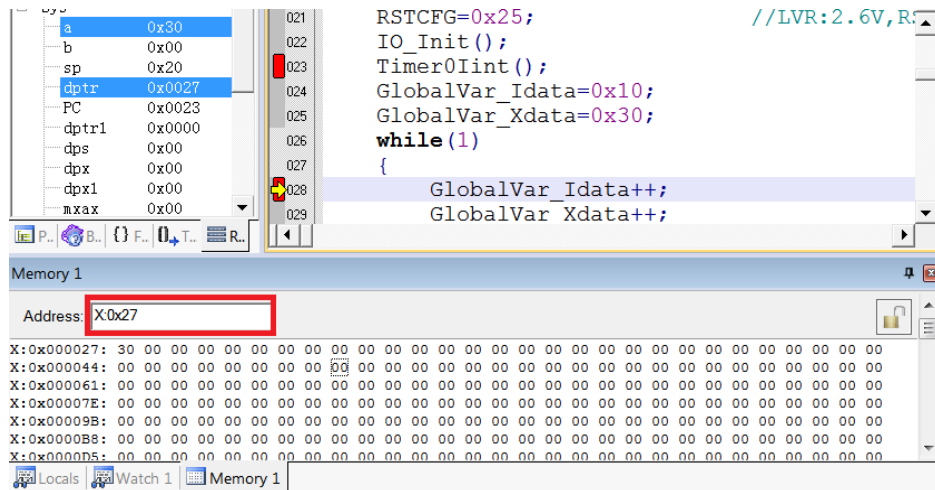 a 0x30
b 0x00
sp 0x20
dptr 0x0027
PC 0x0023
dptr1 0x0000
dps 0x00
dpx 0x00
dpx1 0x00
mxax 0x00
P.. B.. {} F.. T.. R..
021 RSTCFG=0x25; //LVR:2.6V,RS
022 IO_Init();
023 Timer0Iint();
024 GlobalVar_Idata=0x10;
025 GlobalVar_Xdata=0x30;
026 while(1)
027 {
028 GlobalVar_Idata++;
029 GlobalVar_Xdata++;
Memory 1
Address: X:0x27
X:0x000027: 30 00 00 00 00 00 00 00 00 00 00 00 00 00 00 00 00 00 00 00 00 00 00 00 00 00 00 00 00
X:0x000044: 00 00 00 00 00 00 00 00 00 00 00 00 00 00 00 00 00 00 00 00 00 00 00 00 00 00 00 00 00
X:0x000061: 00 00 00 00 00 00 00 00 00 00 00 00 00 00 00 00 00 00 00 00 00 00 00 00 00 00 00 00 00
X:0x00007E: 00 00 00 00 00 00 00 00 00 00 00 00 00 00 00 00 00 00 00 00 00 00 00 00 00 00 00 00 00
X:0x00009B: 00 00 00 00 00 00 00 00 00 00 00 00 00 00 00 00 00 00 00 00 00 00 00 00 00 00 00 00 00
X:0x0000B8: 00 00 00 00 00 00 00 00 00 00 00 00 00 00 00 00 00 00 00 00 00 00 00 00 00 00 00 00 00
X:0x0000D5: 00 00 00 00 00 00 00 00 00 00 00 00 00 00 00 00 00 00 00 00 00 00 00 00 00 00 00 00 00
Locals Watch 1 Memory 1